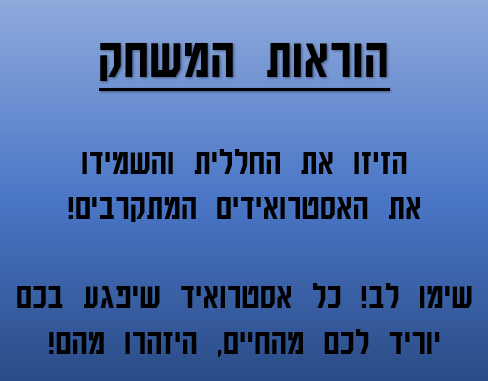 הוראות המשחק
הזיזו את החללית והשמידו
את האסטרואידים המתקרבים!
שימו לב! כל אסטרואיד שיפגע בכם
יוריד לכם מהחיים, היזהרו מהם!